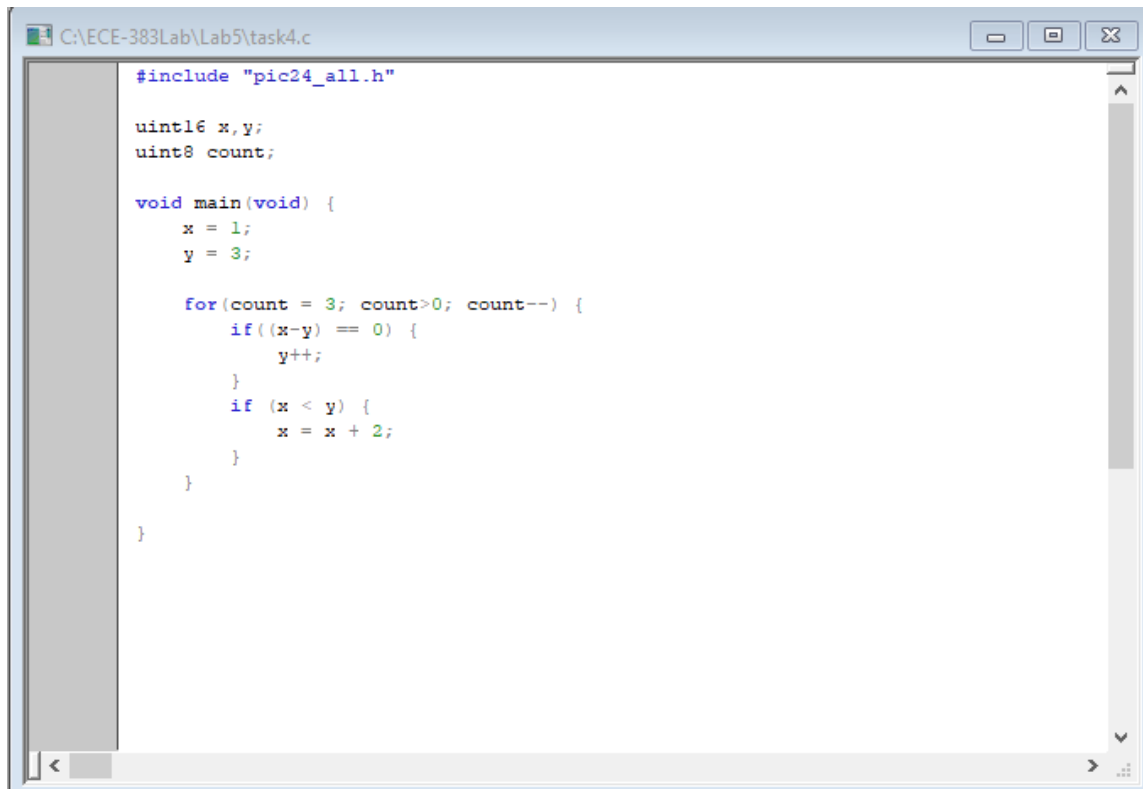 C:\ECE-383Lab\Lab5\task4.c
#include "pic24_all.h"
uint16 x,y;
uint8 count;
void main(void) {
x = 1;
y = 3;
for(count = 3; count>0; count--) {
if((x-y) == 0) {
y++;
}
if (x < y) {
x = x + 2;
}
}
}